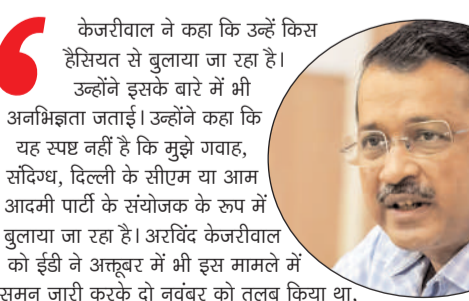 केजरीवाल ने कहा कि उन्हें किस
हैसियत से बुलाया जा रहा है।
उन्होंने इसके बारे में भी
अनभिज्ञता जताई। उन्होंने कहा कि
यह स्पष्ट नहीं है कि मुझे गवाह,
संदिग्ध, दिल्ली के सीएम या आम
आदमी पार्टी के संयोजक के रूप में
बुलाया जा रहा है। अरविंद केजरीवाल
को ईडी ने अक्तूबर में भी इस मामले में
समन जारी करके दो नवंबर को तलब किया था,